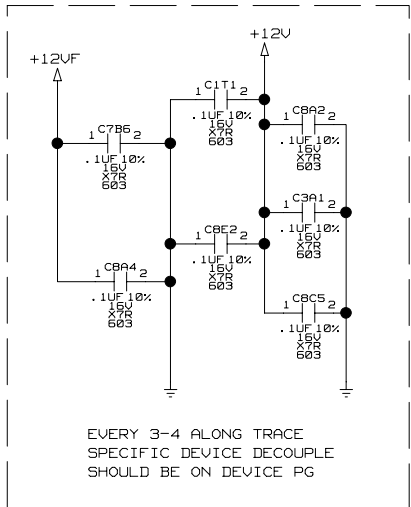 +12VF
+12V
1 C1T1 2
.1UF 10%
16V
X7R
603
1 C8A2 2
.1UF 10%
16V
X7R
603
1 C7B6 2
.1UF 10%
16V
X7R
603
1 C3A1 2
.1UF 10%
16V
X7R
603
1 C8E2 2
.1UF 10%
16V
X7R
603
1 C8A4 2
.1UF 10%
16V
X7R
603
1 C8C5 2
.1UF 10%
16V
X7R
603
EVERY 3-4 ALONG TRACE
SPECIFIC DEVICE DECOUPLE
SHOULD BE ON DEVICE PG